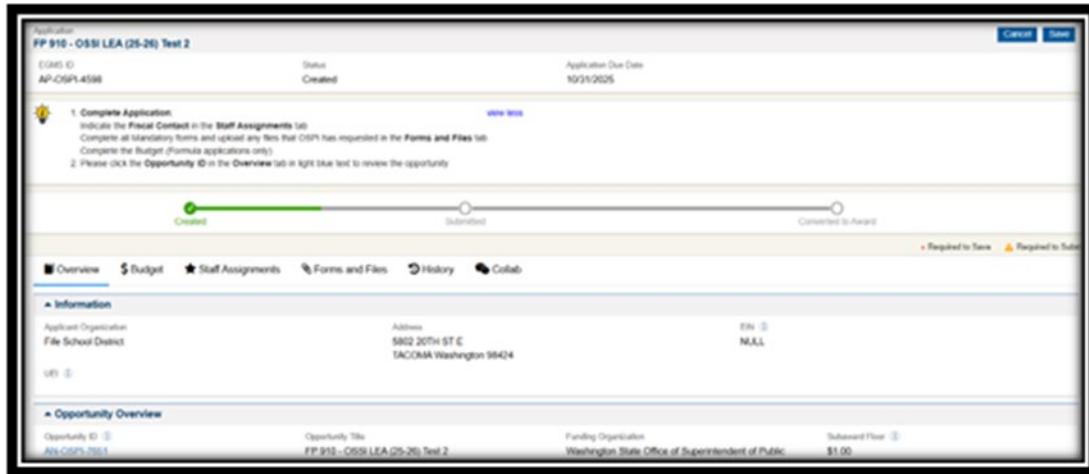 Application
FP 910 - OSSI LEA (25-26) Test 2
Cancel Save
EGMS ID Status Application Due Date
AP-OSPI-4598 Created 10/31/2025
1. Complete Application view less
Indicate the Fiscal Contact in the Staff Assignments tab
Complete all Mandatory forms and upload any files that OSPI has requested in the Forms and Files tab
Complete the Budget (Formula applications only)
2. Please click the Opportunity ID in the Overview tab in light blue text to review the opportunity
Created Submitted Converted to Award
Required to Save Required to Subm
Overview Budget Staff Assignments Forms and Files History Collab
Information
Applicant Organization Address EIN
Fife School District 5802 20TH ST E NULL
TACOMA Washington 98424
UEI
Opportunity Overview
Opportunity ID Opportunity Title Funding Organization Subaward Floor
AN-OSPI-7651 FP 910 - OSSI LEA (25-26) Test 2 Washington State Office of Superintendent of Public $1.00